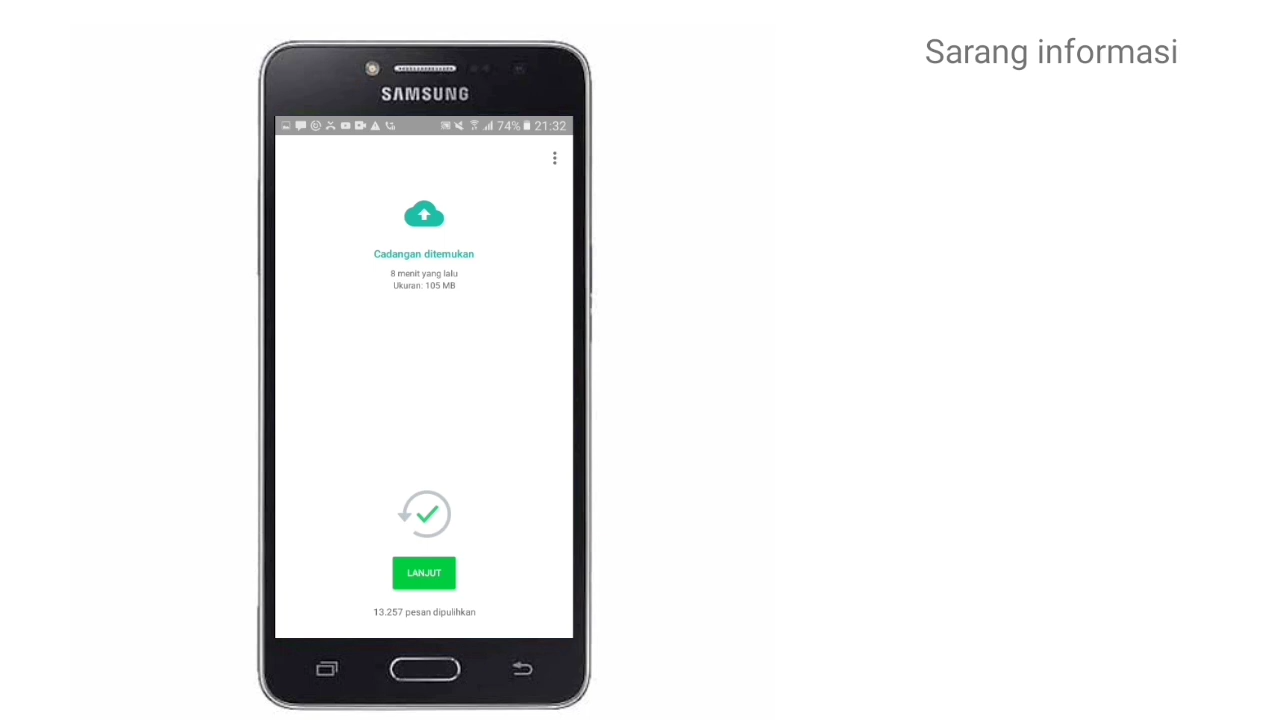 Sarang informasi
SAMSUNG
74% 21:32
Cadangan ditemukan
8 menit yang lalu
Ukuran: 105 MB
LANJUT
13.257 pesan dipulihkan